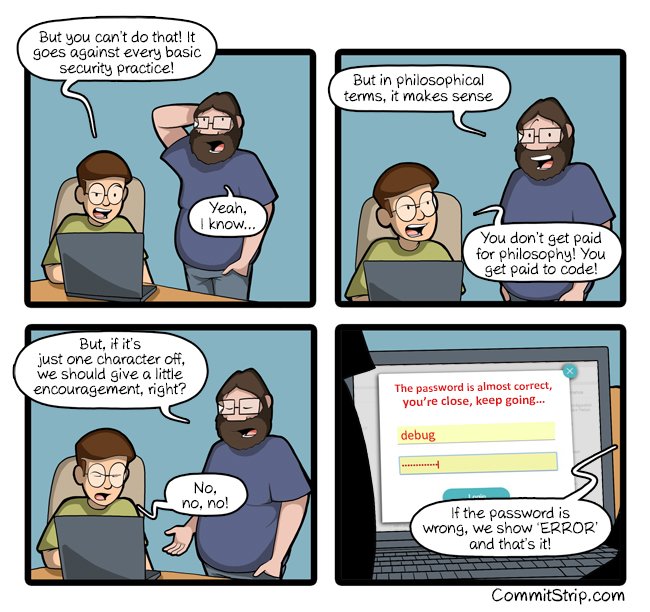 But you can't do that! It
goes against every basic
security practice!
Yeah,
I know...
But in philosophical
terms, it makes sense
You don't get paid
for philosophy! You
get paid to code!
But, if it's
just one character off,
we should give a little
encouragement, right?
No,
no, no!
The password is almost correct,
you're close, keep going...
debug
Login
If the password is
wrong, we show 'ERROR'
and that's it!
CommitStrip.com